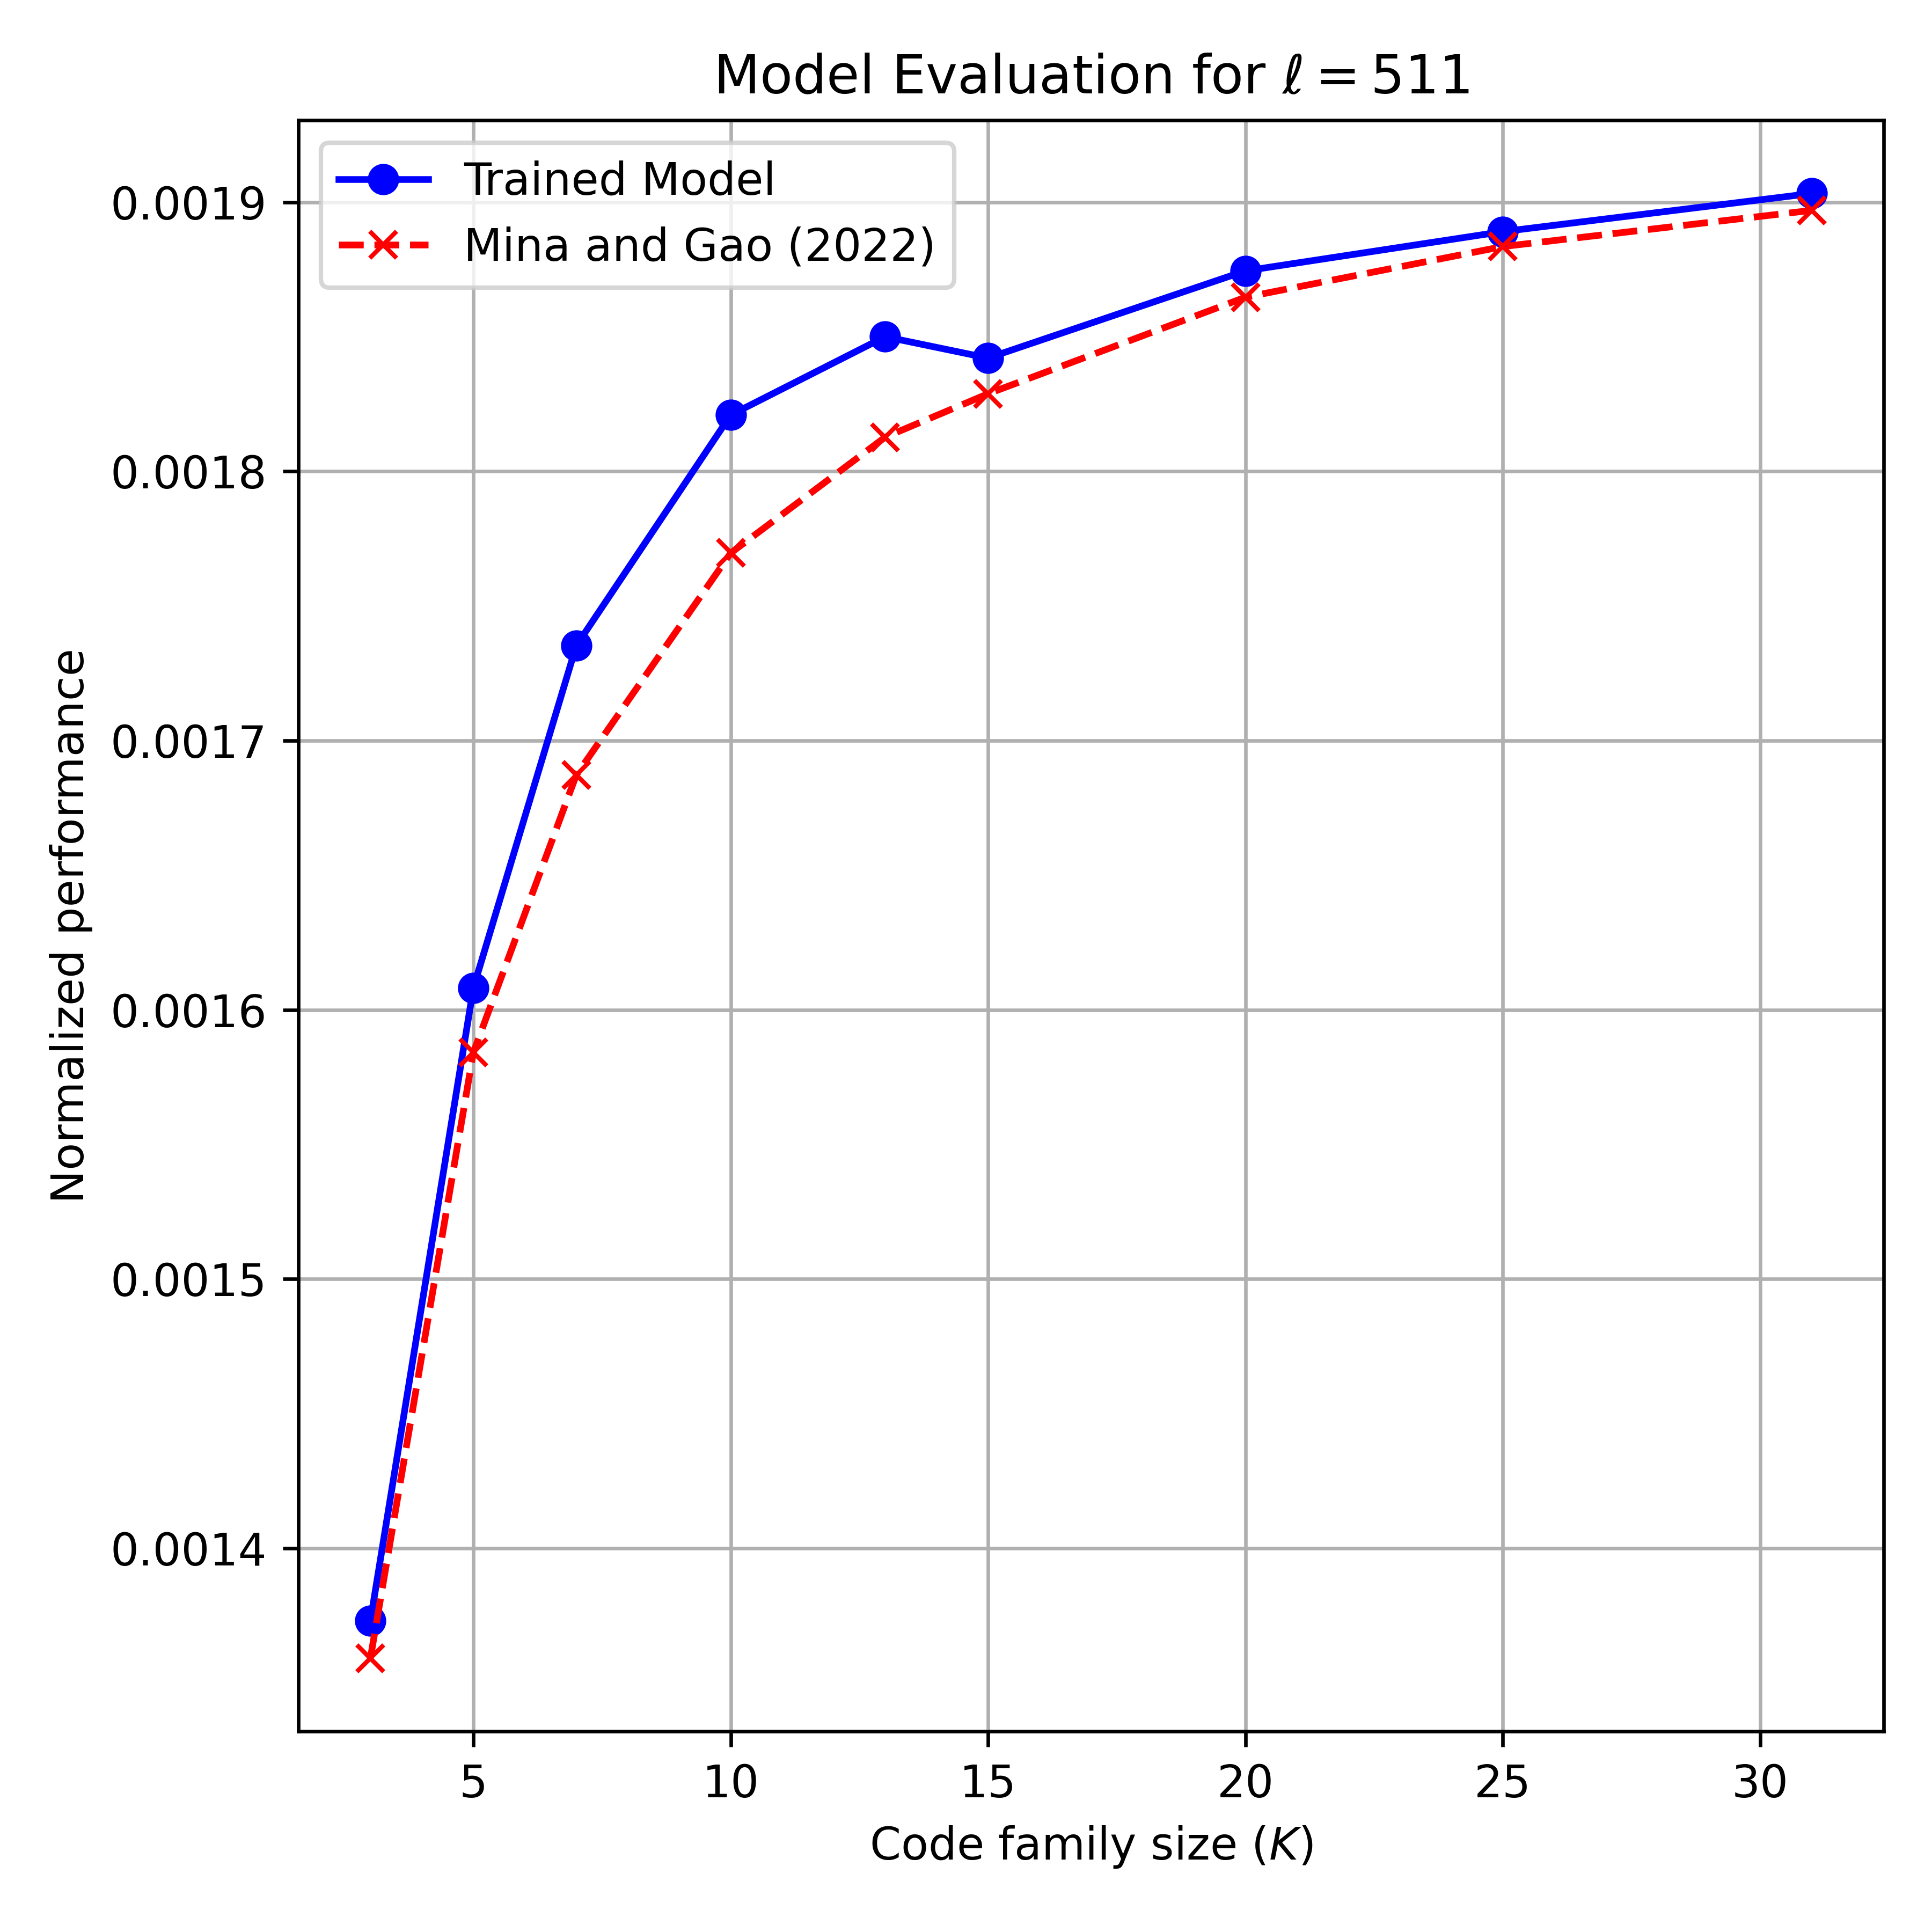 Model Evaluation for ℓ = 511
Trained Model
Mina and Gao (2022)
Normalized performance
0.0019
0.0018
0.0017
0.0016
0.0015
0.0014
5 10 15 20 25 30
Code family size (K)